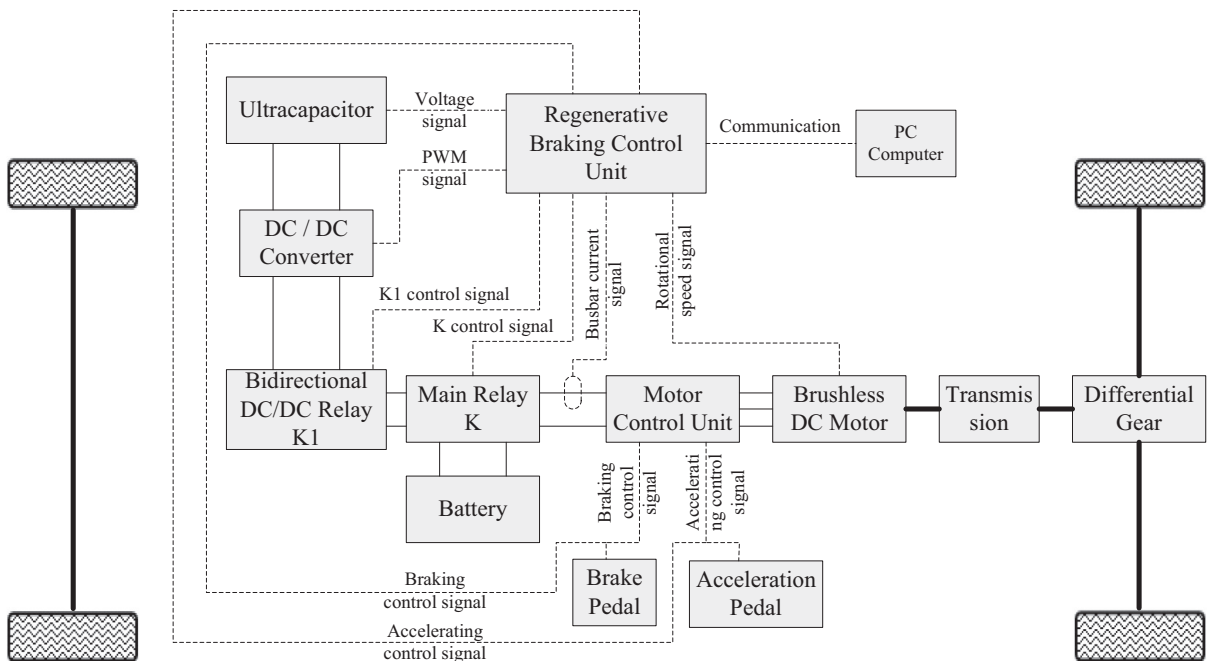 Ultracapacitor
Voltage
signal
Regenerative
Braking Control
Unit
Communication
PC
Computer
PWM
signal
DC / DC
Converter
K1 control signal
K control signal
Busbar current
signal
Rotational
speed signal
Bidirectional
DC/DC Relay
K1
Main Relay
K
Motor
Control Unit
Brushless
DC Motor
Transmis
sion
Differential
Gear
Battery
Braking
control
signal
Accelerati
ng control
signal
Brake
Pedal
Acceleration
Pedal
Braking
control signal
Accelerating
control signal